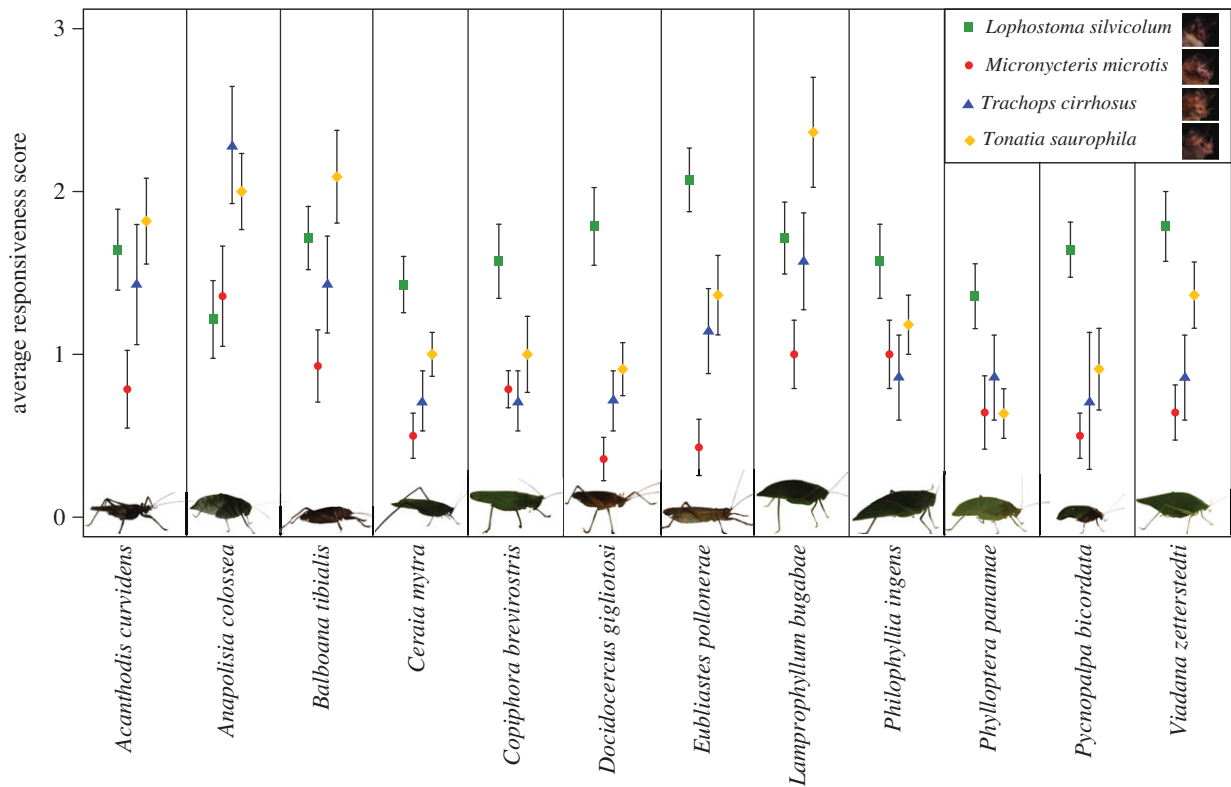 3
2
1
0
average responsiveness score
Lophostoma silvicolum
Micronycteris microtis
Trachops cirrhosus
Tonatia saurophila
Acanthodis curvidens
Anapolisia colossea
Balboana tibialis
Ceraia mytra
Copiphora brevirostris
Docidocercus gigliotosi
Eubliastes pollonerae
Lamprophyllum bugabae
Philophyllia ingens
Phylloptera panamae
Pycnopalpa bicordata
Viadana zetterstedti